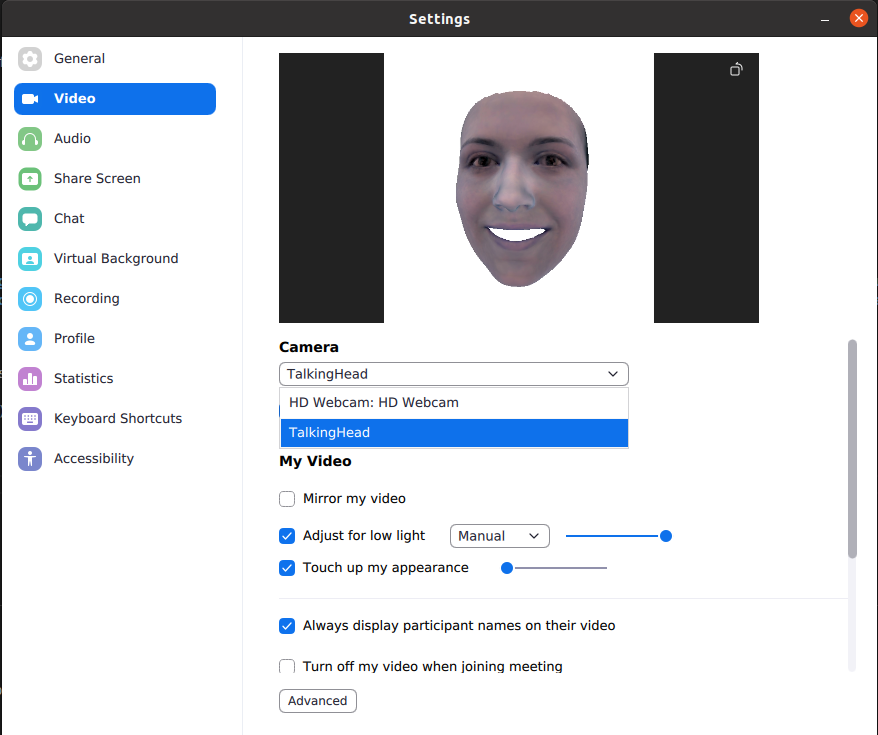 Settings
General
Video
Audio
Share Screen
Chat
Virtual Background
Recording
Profile
Statistics
Keyboard Shortcuts
Accessibility
Camera
TalkingHead
HD Webcam: HD Webcam
TalkingHead
My Video
Mirror my video
Adjust for low light Manual
Touch up my appearance
Always display participant names on their video
Turn off my video when joining meeting
Advanced